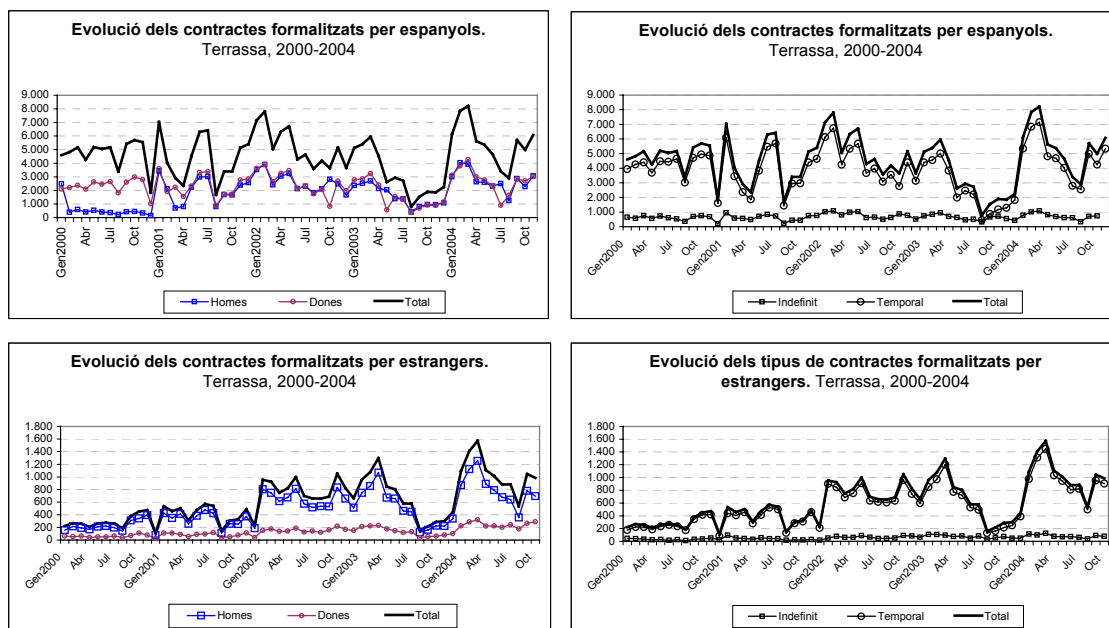 Evolució dels contractes formalitzats per espanyols.
Terrassa, 2000-2004
9.000
8.000
7.000
6.000
5.000
4.000
3.000
2.000
1.000
0
Gen2000
Abr
Jul
Oct
Gen2001
Abr
Jul
Oct
Gen2002
Abr
Jul
Oct
Gen2003
Abr
Jul
Oct
Gen2004
Abr
Jul
Oct
Homes Dones Total
Evolució dels contractes formalitzats per espanyols.
Terrassa, 2000-2004
9.000
8.000
7.000
6.000
5.000
4.000
3.000
2.000
1.000
0
Gen2000
Abr
Jul
Oct
Gen2001
Abr
Jul
Oct
Gen2002
Abr
Jul
Oct
Gen2003
Abr
Jul
Oct
Gen2004
Abr
Jul
Oct
Indefinit Temporal Total
Evolució dels contractes formalitzats per estrangers.
Terrassa, 2000-2004
1.800
1.600
1.400
1.200
1.000
800
600
400
200
0
Gen2000
Abr
Jul
Oct
Gen2001
Abr
Jul
Oct
Gen2002
Abr
Jul
Oct
Gen2003
Abr
Jul
Oct
Gen2004
Abr
Jul
Oct
Homes Dones Total
Evolució dels tipus de contractes formalitzats per
estrangers. Terrassa, 2000-2004
1.800
1.600
1.400
1.200
1.000
800
600
400
200
0
Gen2000
Abr
Jul
Oct
Gen2001
Abr
Jul
Oct
Gen2002
Abr
Jul
Oct
Gen2003
Abr
Jul
Oct
Gen2004
Abr
Jul
Oct
Indefinit Temporal Total